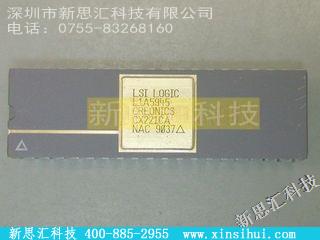 深圳市新思汇科技有限公司
电话：0755-83268160
LSI LOGIC
L1A5905
CREONICS
CX22ICA
NAC 9037△
新思汇科技
新思汇科技 400-885-2955 www.xinsihui.com